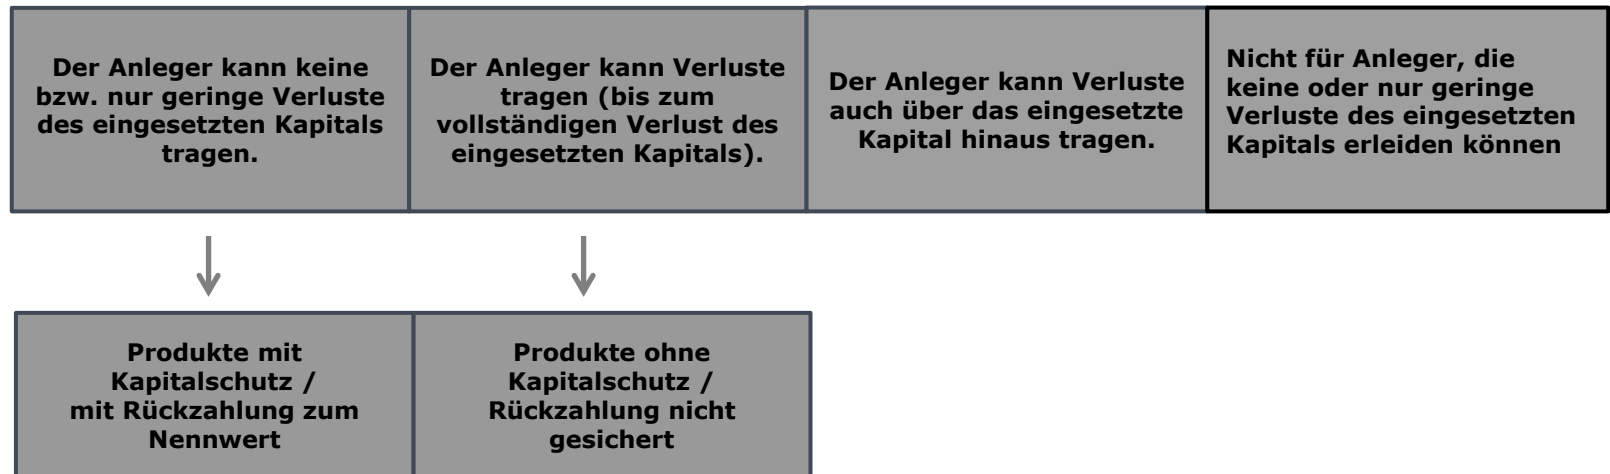 Der Anleger kann keine
bzw. nur geringe Verluste
des eingesetzten Kapitals
tragen.
Der Anleger kann Verluste
tragen (bis zum
vollständigen Verlust des
eingesetzten Kapitals).
Der Anleger kann Verluste
auch über das eingesetzte
Kapital hinaus tragen.
Nicht für Anleger, die
keine oder nur geringe
Verluste des eingesetzten
Kapitals erleiden können
Produkte mit
Kapitalschutz /
mit Rückzahlung zum
Nennwert
Produkte ohne
Kapitalschutz /
Rückzahlung nicht
gesichert